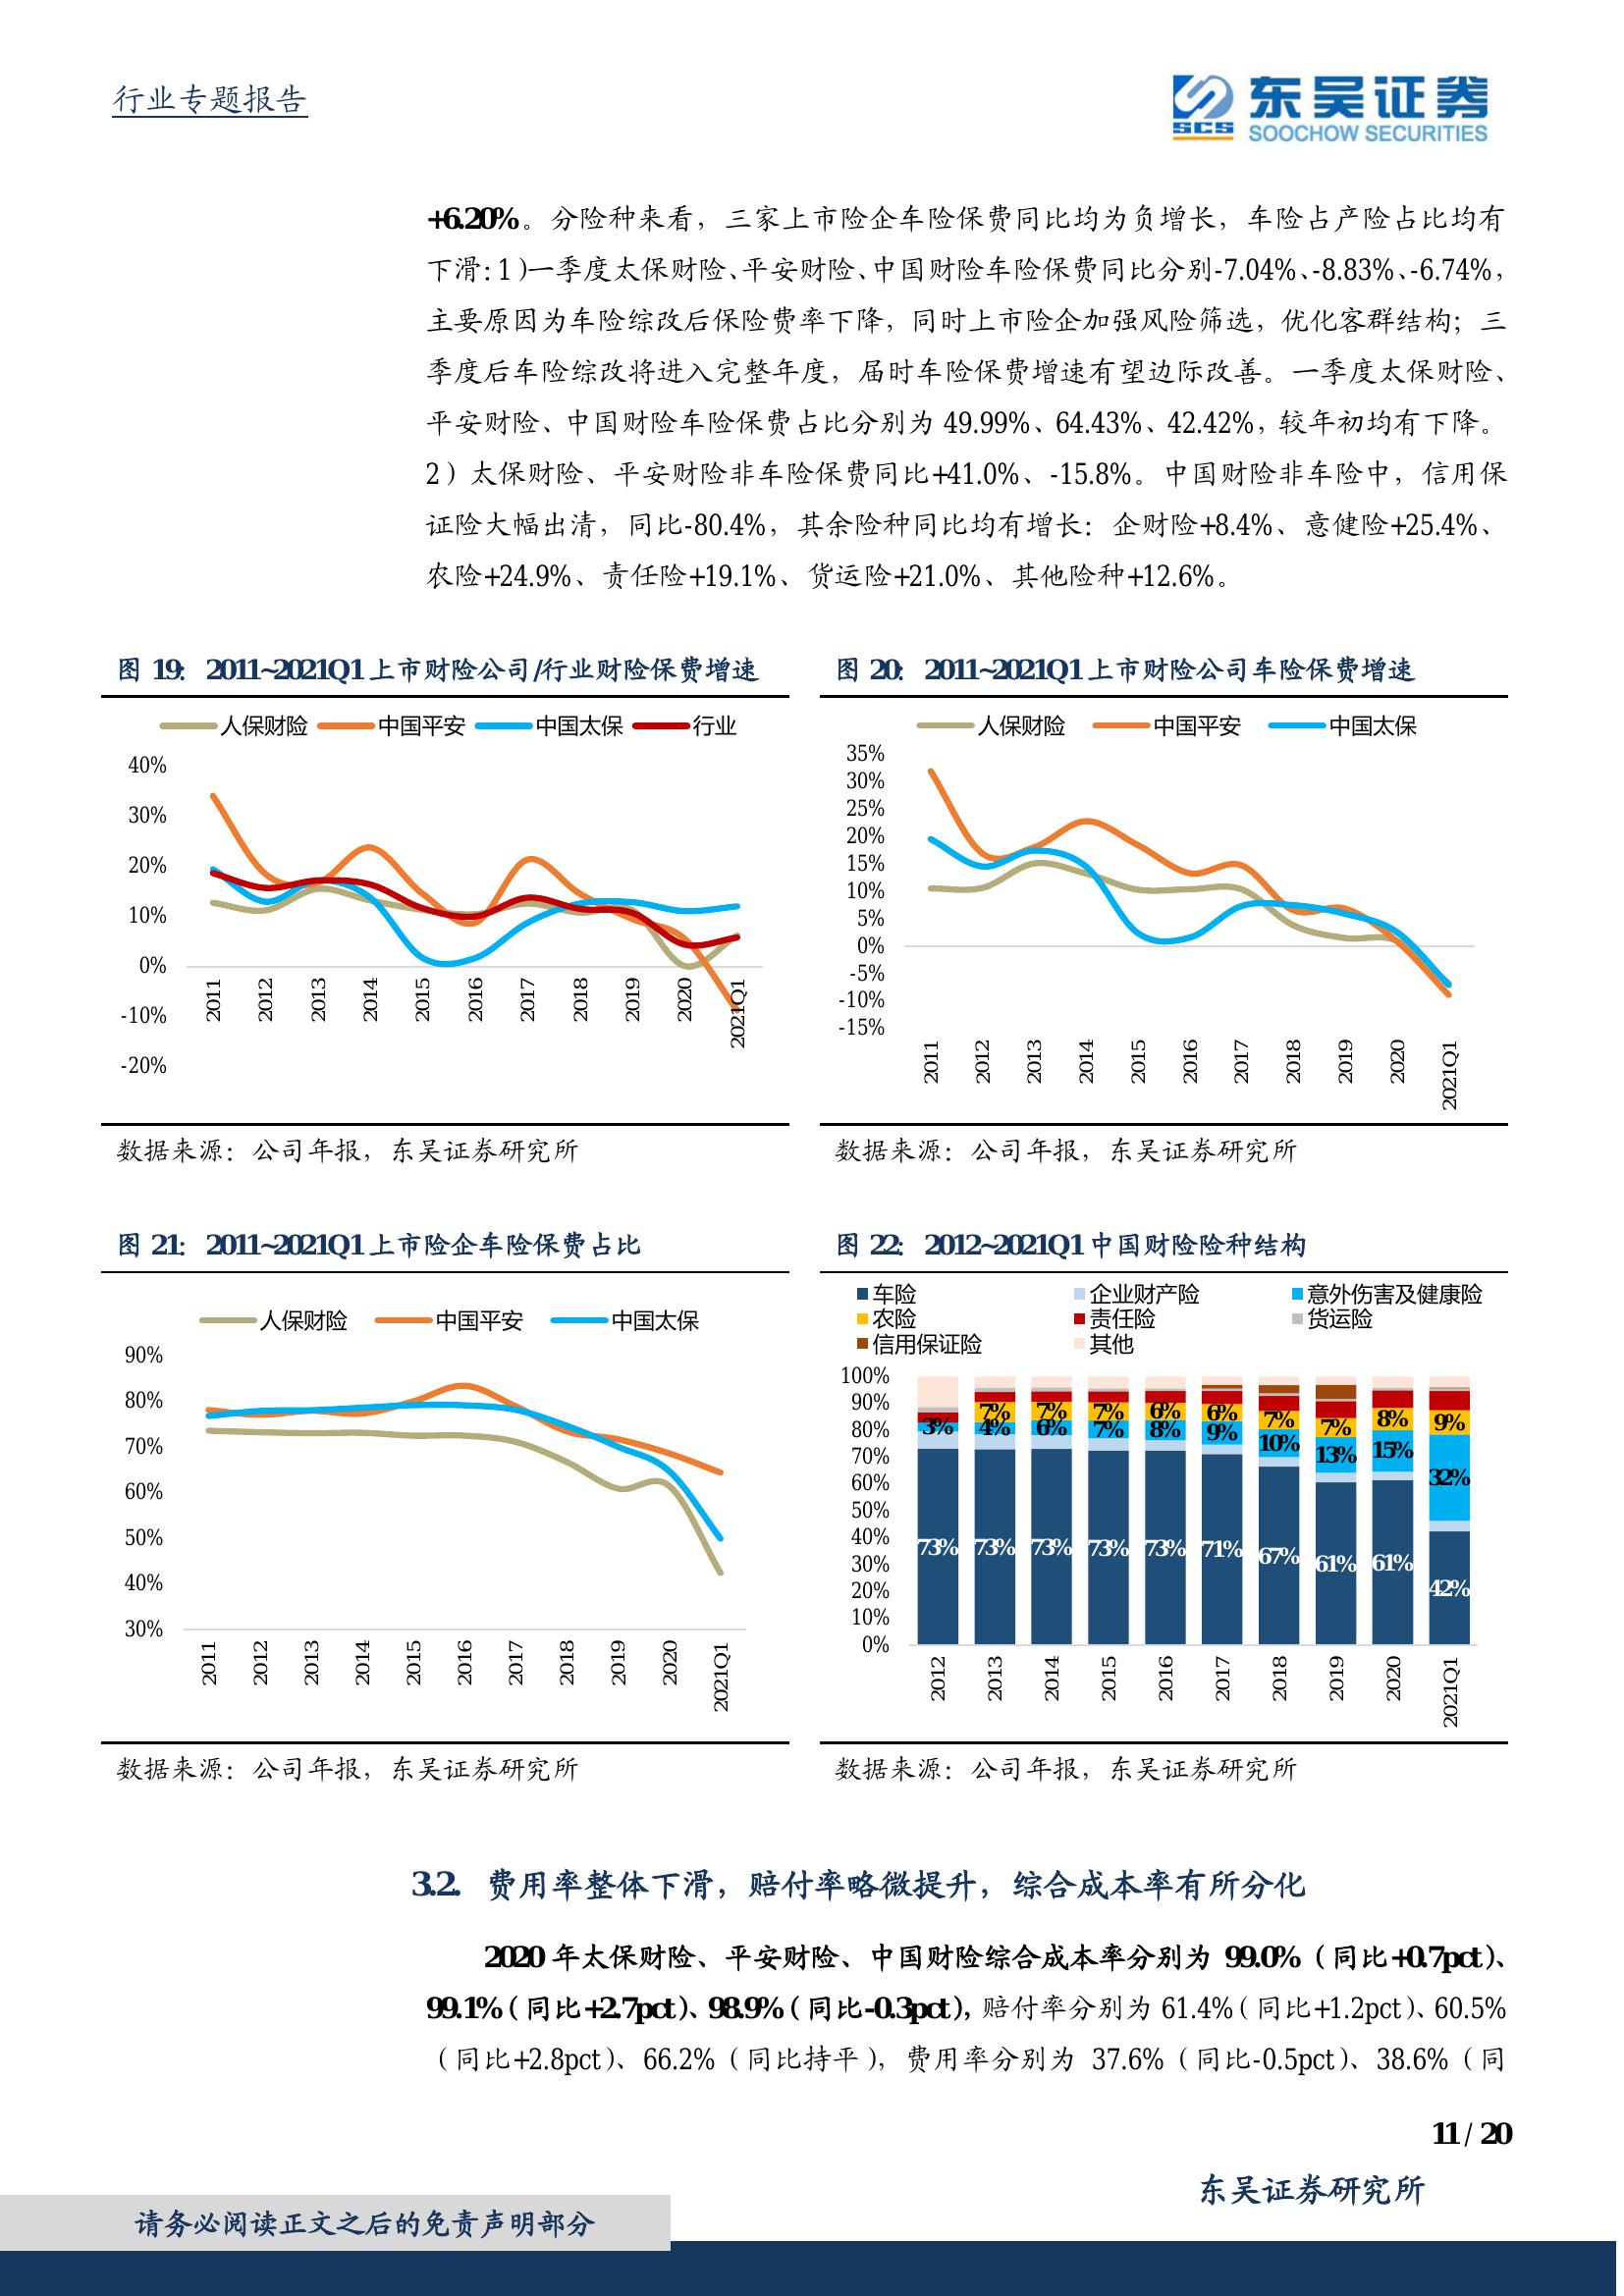 行业专题报告
SCS 东吴证券
SOOCHOW SECURITIES
+6.20%。分险种来看，三家上市险企车险保费同比均为负增长，车险占产险占比均有
下滑：1）一季度太保财险、平安财险、中国财险车险保费同比分别-7.04%、-8.83%、-6.74%，
主要原因为车险综改后保险费率下降，同时上市险企加强风险筛选，优化客群结构；三
季度后车险综改将进入完整年度，届时车险保费增速有望边际改善。一季度太保财险、
平安财险、中国财险车险保费占比分别为 49.99%、64.43%、42.42%，较年初均有下降。
2）太保财险、平安财险非车险保费同比+41.0%、-15.8%。中国财险非车险中，信用保
证险大幅出清，同比-80.4%，其余险种同比均有增长：企财险+8.4%、意健险+25.4%、
农险+24.9%、责任险+19.1%、货运险+21.0%、其他险种+12.6%。
图 19： 2011~2021Q1 上市财险公司/行业财险保费增速
人保财险 中国平安 中国太保 行业
40%
30%
20%
10%
0%
-10%
-20%
2011 2012 2013 2014 2015 2016 2017 2018 2019 2020 2021Q1
数据来源：公司年报，东吴证券研究所
图 20： 2011~2021Q1 上市财险公司车险保费增速
人保财险 中国平安 中国太保
35%
30%
25%
20%
15%
10%
5%
0%
-5%
-10%
-15%
2011 2012 2013 2014 2015 2016 2017 2018 2019 2020 2021Q1
数据来源：公司年报，东吴证券研究所
图 21： 2011~2021Q1 上市险企车险保费占比
人保财险 中国平安 中国太保
90%
80%
70%
60%
50%
40%
30%
2011 2012 2013 2014 2015 2016 2017 2018 2019 2020 2021Q1
数据来源：公司年报，东吴证券研究所
图 22： 2012~2021Q1 中国财险险种结构
车险 企业财产险 意外伤害及健康险
农险 责任险 货运险
信用保证险 其他
100%
90%
80%
70%
60%
50%
40%
30%
20%
10%
0%
7% 7% 7% 6% 6% 7% 7% 8% 9%
3% 4% 6% 7% 8% 9% 10% 13% 15% 32%
73% 73% 73% 73% 73% 71% 67% 61% 61% 42%
2012 2013 2014 2015 2016 2017 2018 2019 2020 2021Q1
数据来源：公司年报，东吴证券研究所
3.2. 费用率整体下滑，赔付率略微提升，综合成本率有所分化
2020 年太保财险、平安财险、中国财险综合成本率分别为 99.0%（同比+0.7pct）、
99.1%（同比+2.7pct）、98.9%（同比-0.3pct），赔付率分别为 61.4%（同比+1.2pct）、60.5%
（同比+2.8pct）、66.2%（同比持平），费用率分别为 37.6%（同比-0.5pct）、38.6%（同
11 / 20
东吴证券研究所
请务必阅读正文之后的免责声明部分